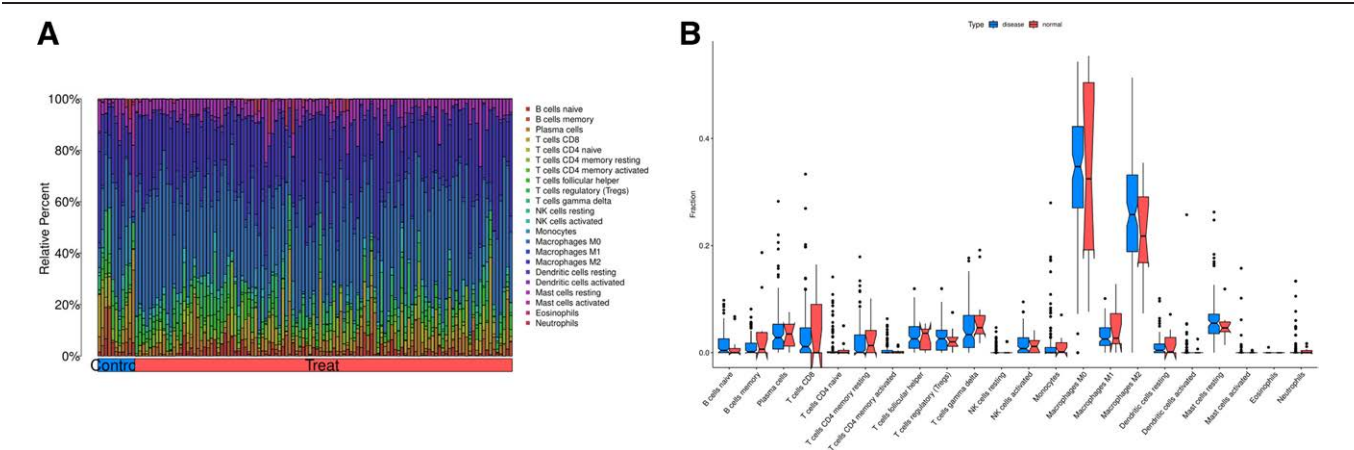 A
100%
80%
60%
40%
20%
0%
Relative Percent
Contro
Treat
B cells naive
B cells memory
Plasma cells
T cells CD8
T cells CD4 naive
T cells CD4 memory resting
T cells CD4 memory activated
T cells follicular helper
T cells regulatory (Tregs)
T cells gamma delta
NK cells resting
NK cells activated
Monocytes
Macrophages M0
Macrophages M1
Macrophages M2
Dendritic cells resting
Dendritic cells activated
Mast cells resting
Mast cells activated
Eosinophils
Neutrophils
B
Type disease normal
Fraction
0.4
0.2
0.0
B cells naive
B cells memory
Plasma cells
T cells CD8
T cells CD4 naive
T cells CD4 memory resting
T cells CD4 memory activated
T cells follicular helper
T cells regulatory (Tregs)
T cells gamma delta
NK cells resting
NK cells activated
Monocytes
Macrophages M0
Macrophages M1
Macrophages M2
Dendritic cells resting
Dendritic cells activated
Mast cells resting
Mast cells activated
Eosinophils
Neutrophils